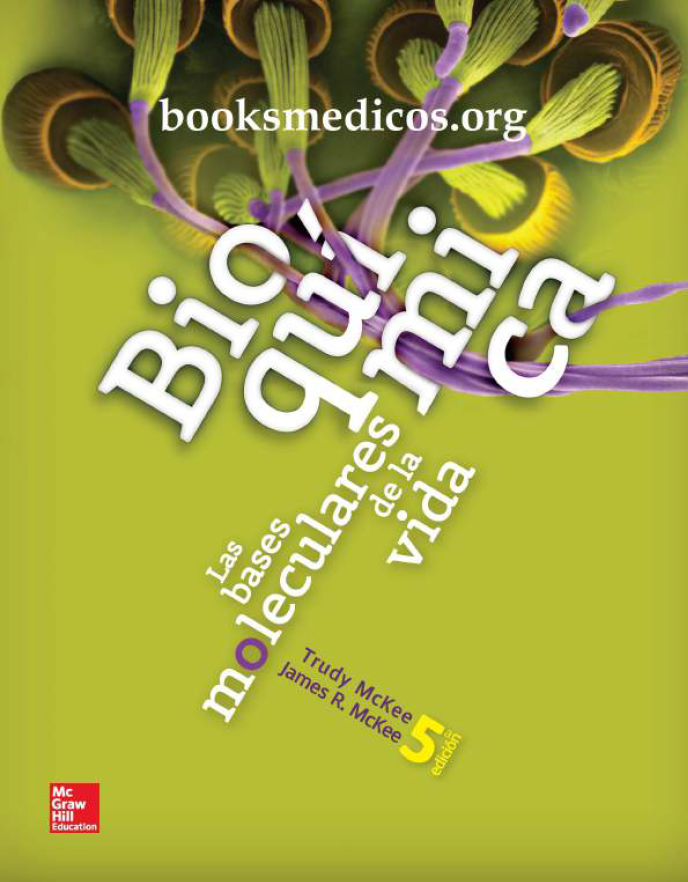 booksmedicos.org
Bio
quí
mi
ca
Las
bases
moleculares
de la
vida
Trudy McKee
James R. McKee
5a
edición
Mc
Graw
Hill
Education